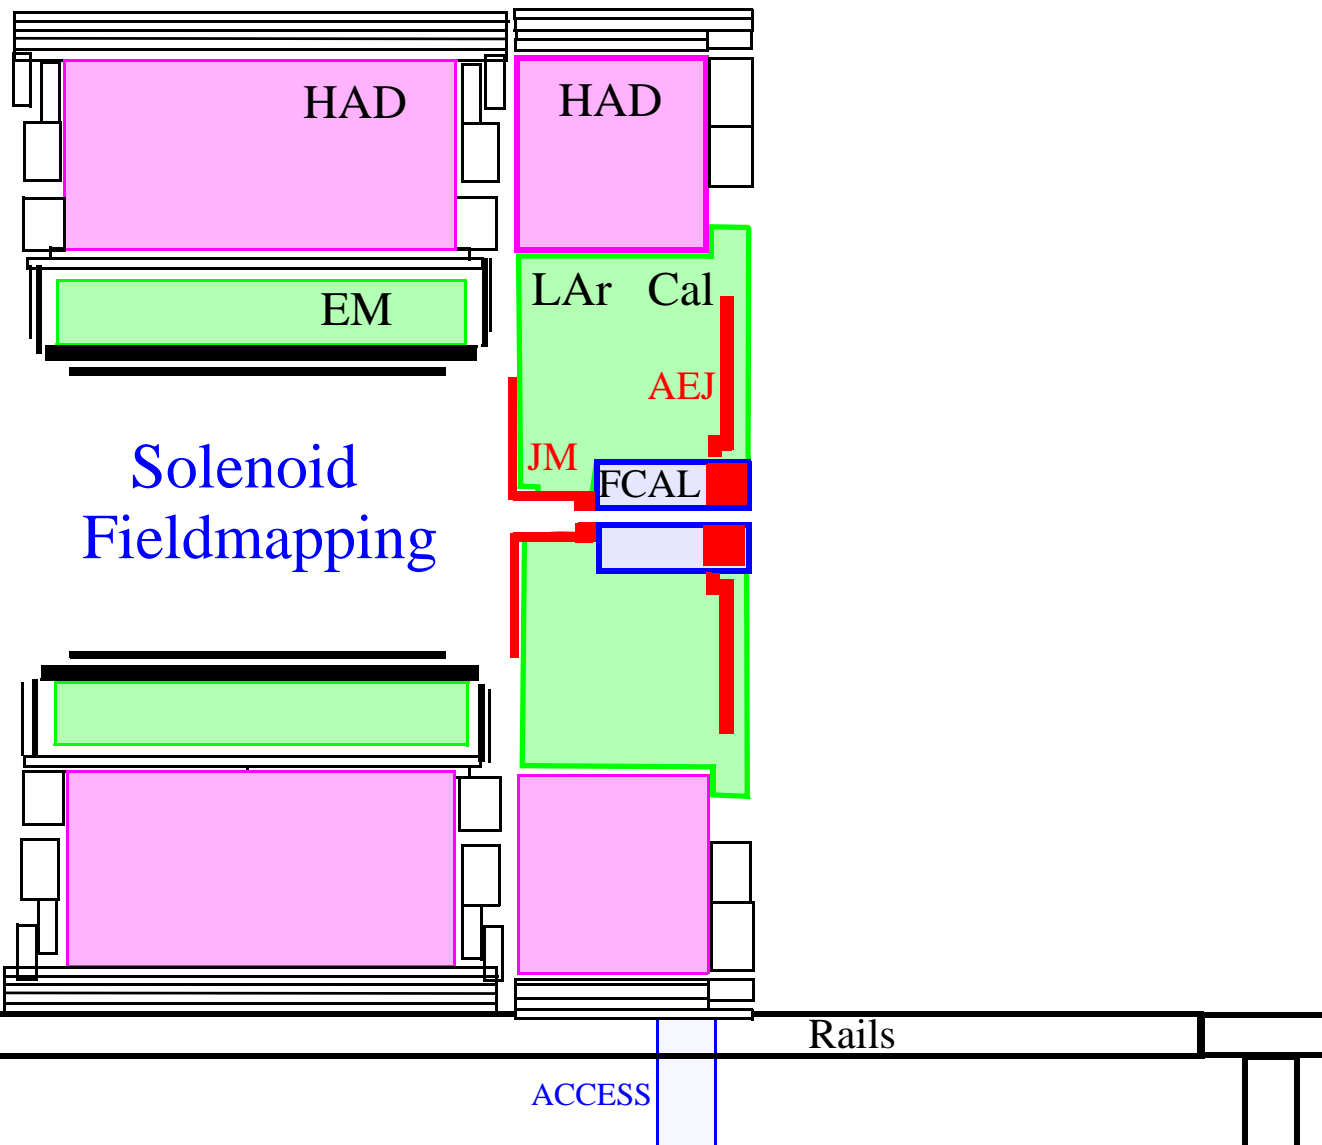 HAD
HAD
EM
LAr Cal
AEJ
JM
FCAL
Solenoid
Fieldmapping
Rails
ACCESS